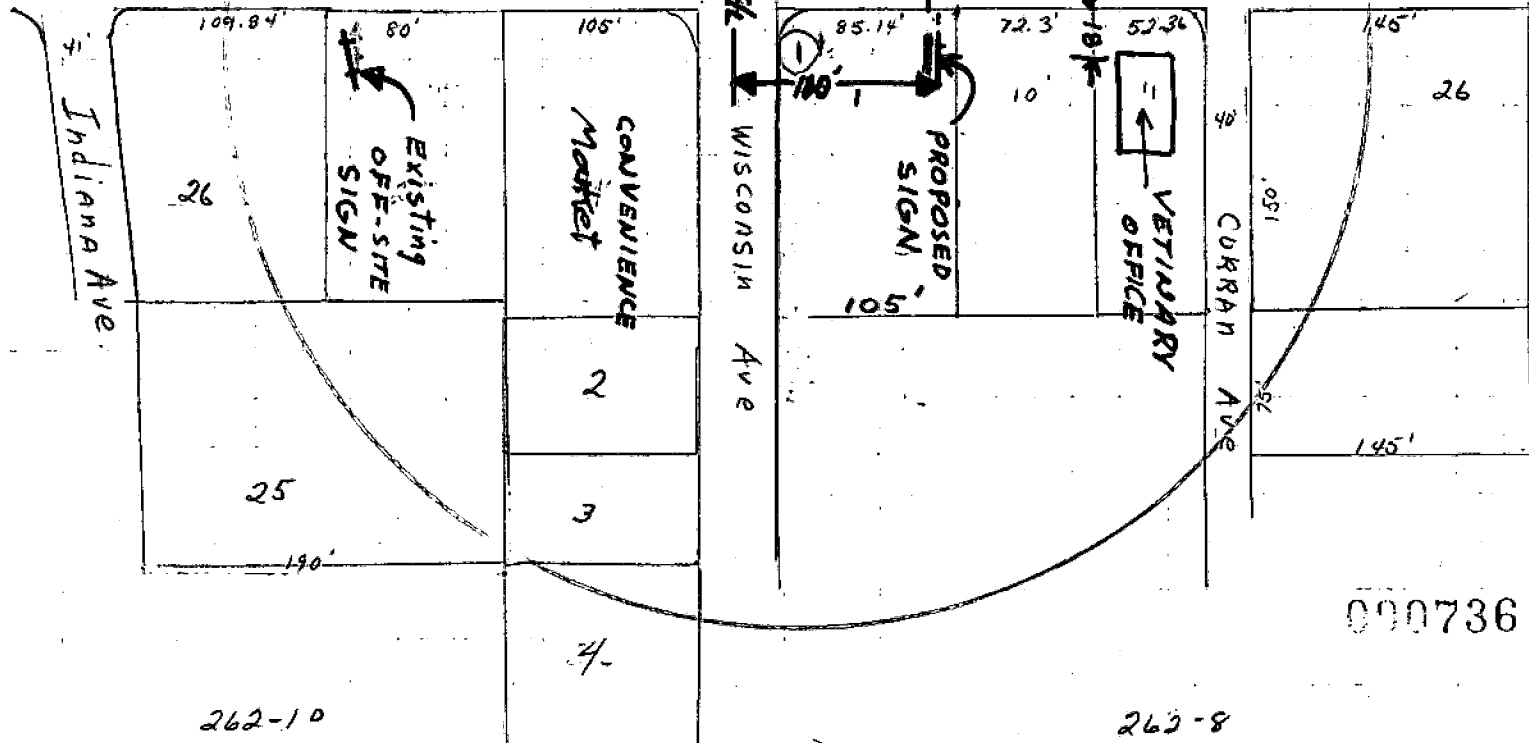 109.84'
80'
105'
85.14'
72.3'
52.36
145'
41'
Indiana Ave.
26
Existing
OFF-SITE
SIGN
CONVENIENCE
Market
WISCONSIN Ave
1
1
PROPOSED
SIGN
105'
10'
18'
=
VETINARY
OFFICE
40'
CURRAN Ave
150'
75'
26
145'
2
3
4
25
190'
262-10
262-8
000736